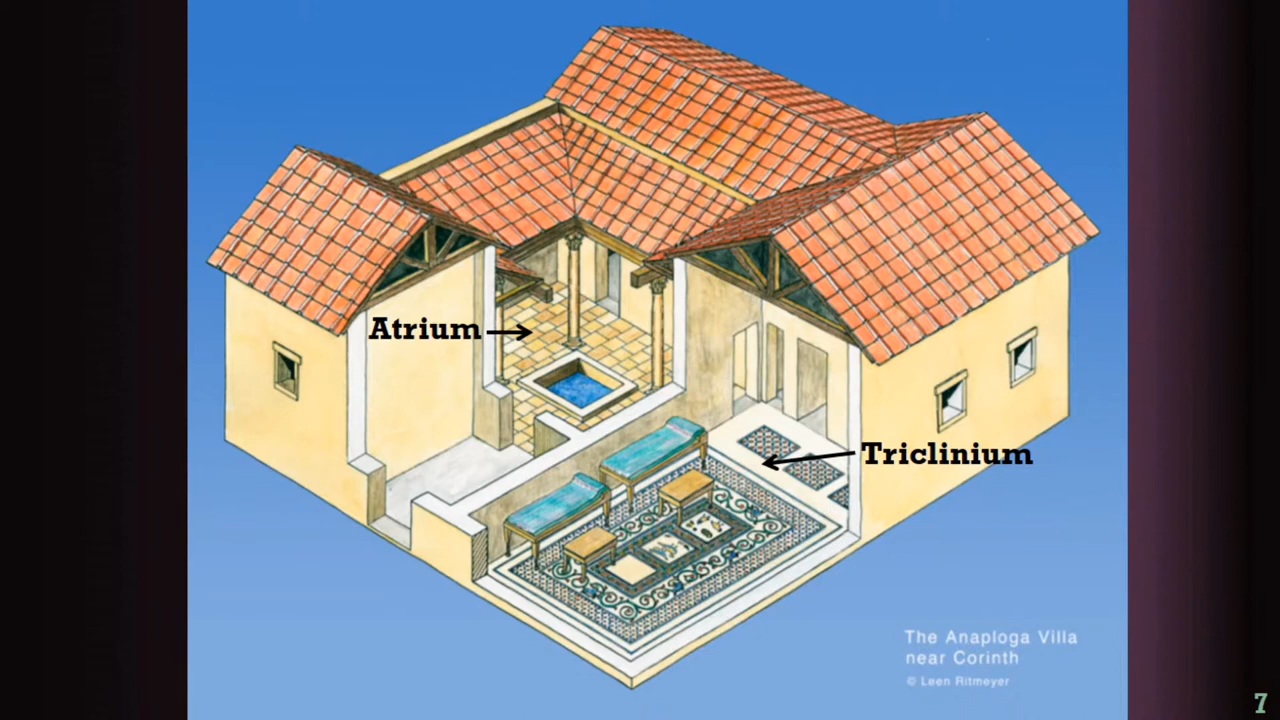 Atrium
Triclinium
The Anaploga Villa
near Corinth
© Leen Ritmeyer
7